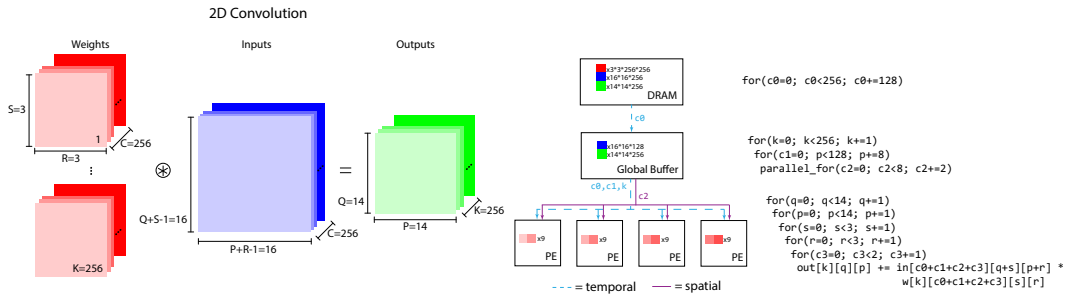 2D Convolution
Weights
Inputs
Outputs
S=3
1
R=3
C=256
...
K=256
Q+S-1=16
P+R-1=16
C=256
=
Q=14
P=14
K=256
x3*3*256*256
x16*16*256
x14*14*256
DRAM
c0
x16*16*128
x14*14*256
Global Buffer
c0,c1,k
c2
x9
PE
x9
PE
x9
PE
x9
PE
= temporal
= spatial
for(c0=0; c0<256; c0+=128)
for(k=0; k<256; k+=1)
for(c1=0; p<128; p+=8)
parallel_for(c2=0; c2<8; c2+=2)
for(q=0; q<14; q+=1)
for(p=0; p<14; p+=1)
for(s=0; s<3; s+=1)
for(r=0; r<3; r+=1)
for(c3=0; c3<2; c3+=1)
out[k][q][p] += in[c0+c1+c2+c3][q+s][p+r] *
w[k][c0+c1+c2+c3][s][r]